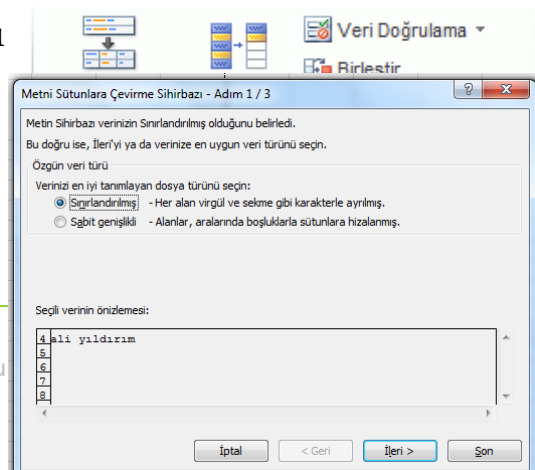 1
Veri Doğrulama
Birleştir
Metni Sütunlara Çevirme Sihirbazı - Adım 1 / 3
Metin Sihirbazı verinizin Sınırlandırılmış olduğunu belirledi.
Bu doğru ise, İleri'yi ya da verinize en uygun veri türünü seçin.
Özgün veri türü
Verinizi en iyi tanımlayan dosya türünü seçin:
Sınırlandırılmış - Her alan virgül ve sekme gibi karakterle ayrılmış.
Sabit genişlikli - Alanlar, aralarında boşluklarla sütunlara hizalanmış.
Seçili verinin önizlemesi:
4 ali yıldırım
5
6
7
8
İptal < Geri İleri > Son